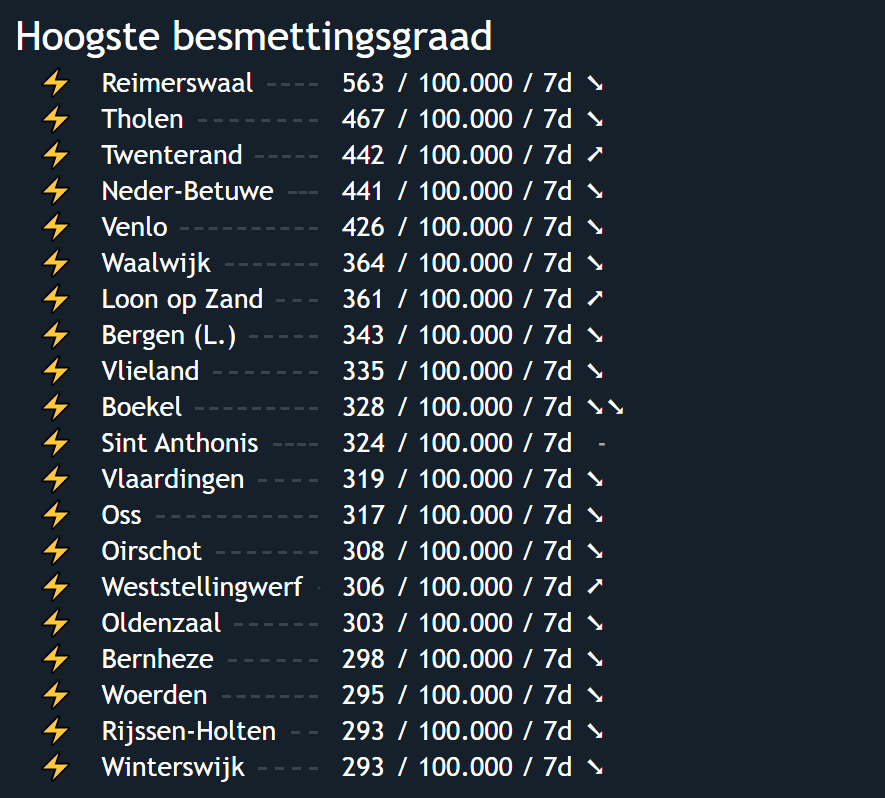 Hoogste besmettingsgraad
⚡ Reimerswaal ---- 563 / 100.000 / 7d ➘
⚡ Tholen ------- 467 / 100.000 / 7d ➘
⚡ Twenterand ----- 442 / 100.000 / 7d ➚
⚡ Neder-Betuwe --- 441 / 100.000 / 7d ➘
⚡ Venlo -------- 426 / 100.000 / 7d ➘
⚡ Waalwijk ------ 364 / 100.000 / 7d ➘
⚡ Loon op Zand --- 361 / 100.000 / 7d ➚
⚡ Bergen (L.) ----- 343 / 100.000 / 7d ➘
⚡ Vlieland ------- 335 / 100.000 / 7d ➘
⚡ Boekel -------- 328 / 100.000 / 7d ➘➘
⚡ Sint Anthonis ---- 324 / 100.000 / 7d -
⚡ Vlaardingen ---- 319 / 100.000 / 7d ➘
⚡ Oss ----------- 317 / 100.000 / 7d ➘
⚡ Oirschot ------- 308 / 100.000 / 7d ➘
⚡ Weststellingwerf - 306 / 100.000 / 7d ➚
⚡ Oldenzaal ------ 303 / 100.000 / 7d ➘
⚡ Bernheze ------ 298 / 100.000 / 7d ➘
⚡ Woerden ------ 295 / 100.000 / 7d ➘
⚡ Rijssen-Holten -- 293 / 100.000 / 7d ➘
⚡ Winterswijk ---- 293 / 100.000 / 7d ➘